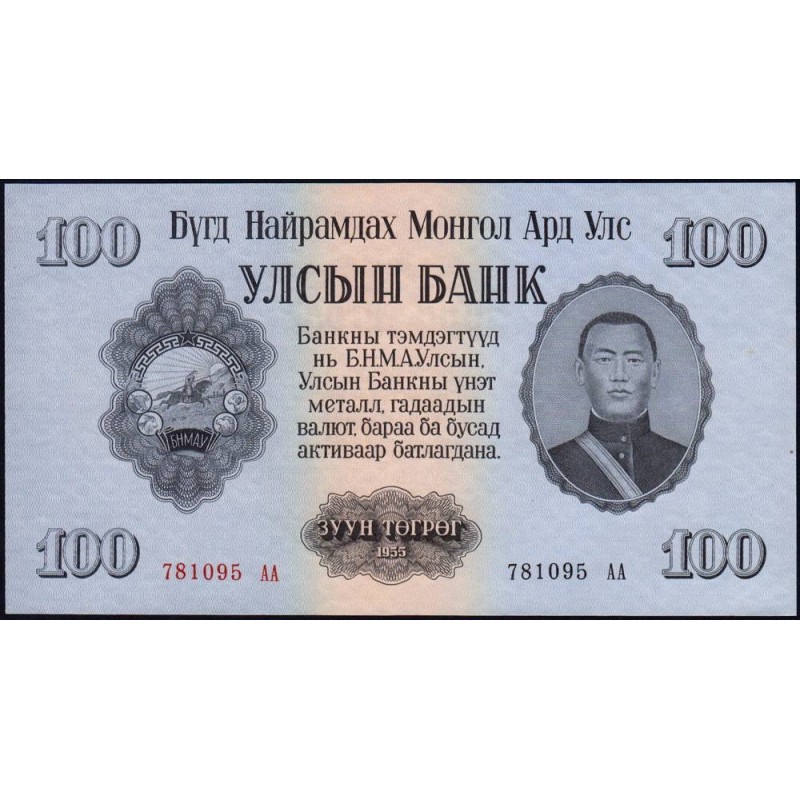 100 Бүгд Найрамдах Монгол Ард Улс 100
УЛСЫН БАНК
Банкны тэмдэгтүүд
нь Б.Н.М.А.Улсын,
Улсын Банкны үнэт
металл, гадаадын
валют, бараа ба бусад
активаар батлагдана.
БНМАУ
ЗУУН ТӨГРӨГ
1955
100 781095 АА 781095 АА 100